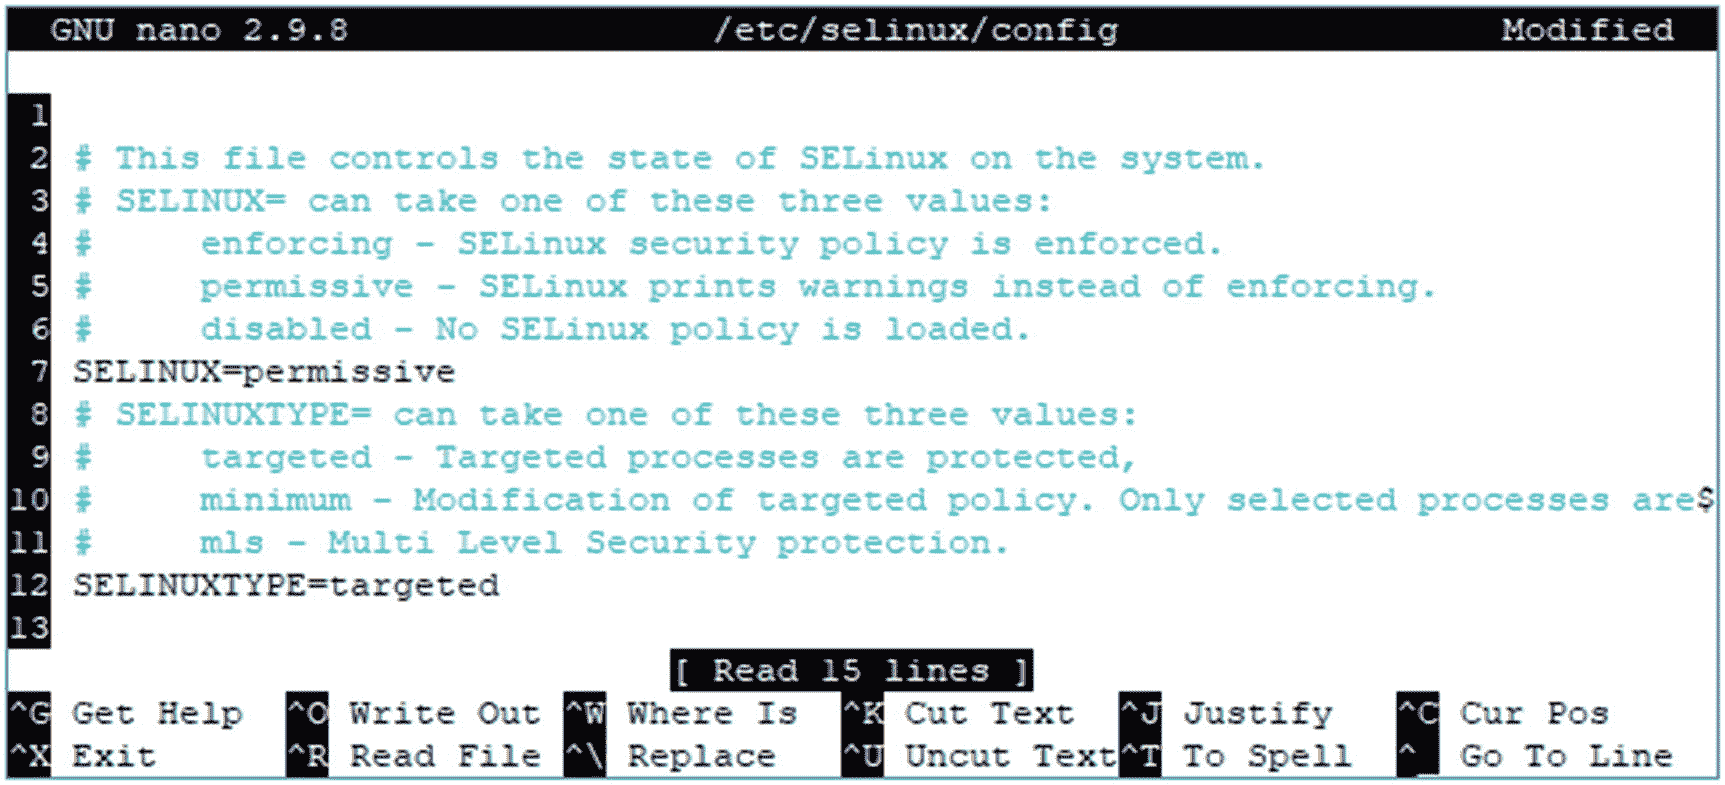 GNU nano 2.9.8 /etc/selinux/config Modified
1
2 # This file controls the state of SELinux on the system.
3 # SELINUX= can take one of these three values:
4 #     enforcing - SELinux security policy is enforced.
5 #     permissive - SELinux prints warnings instead of enforcing.
6 #     disabled - No SELinux policy is loaded.
7 SELINUX=permissive
8 # SELINUXTYPE= can take one of these three values:
9 #     targeted - Targeted processes are protected,
10 #     minimum - Modification of targeted policy. Only selected processes are$
11 #     mls - Multi Level Security protection.
12 SELINUXTYPE=targeted
13
[ Read 15 lines ]
^G Get Help ^O Write Out ^W Where Is ^K Cut Text ^J Justify ^C Cur Pos
^X Exit ^R Read File ^\ Replace ^U Uncut Text ^T To Spell ^_ Go To Line